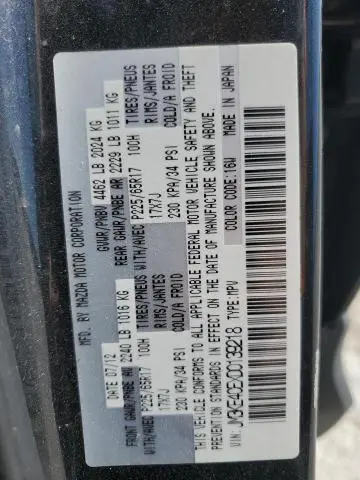 MFD. BY MAZDA MOTOR CORPORATION
DATE 07/12 GVWR/PNBV 4462 LB 2024 KG
FRONT GAWR/PNBE AV 2240 LB 1016 KG REAR GAWR/PNBE AR 2229 LB 1011 KG
WITH/AVEC P225/65R17 100H TIRES/PNEUS WITH/AVEC P225/65R17 100H TIRES/PNEUS
17X7J RIMS/JANTES 17X7J RIMS/JANTES
230 KPA/34 PSI COLD/A FROID 230 KPA/34 PSI COLD/A FROID
THIS VEHICLE CONFORMS TO ALL APPLICABLE FEDERAL MOTOR VEHICLE SAFETY AND THEFT
PREVENTION STANDARDS IN EFFECT ON THE DATE OF MANUFACTURE SHOWN ABOVE.
COLOR CODE:16W MADE IN JAPAN
TYPE:MPV